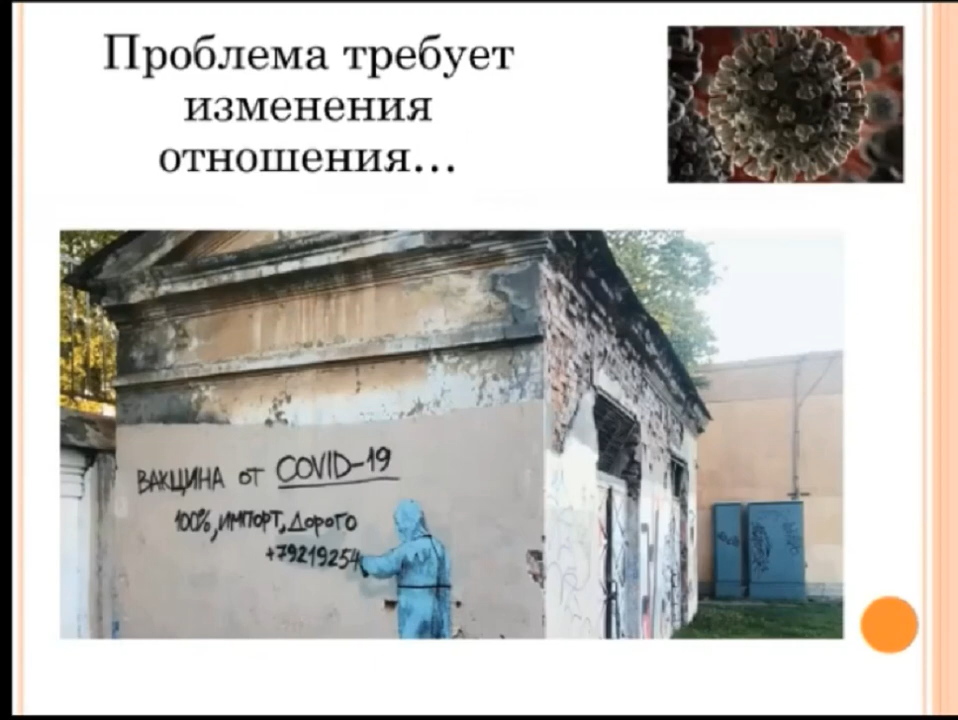 Проблема требует
изменения
отношения...
ВАКЦИНА от COVID-19
100%, ИМПОРТ, Дорого
+79219254